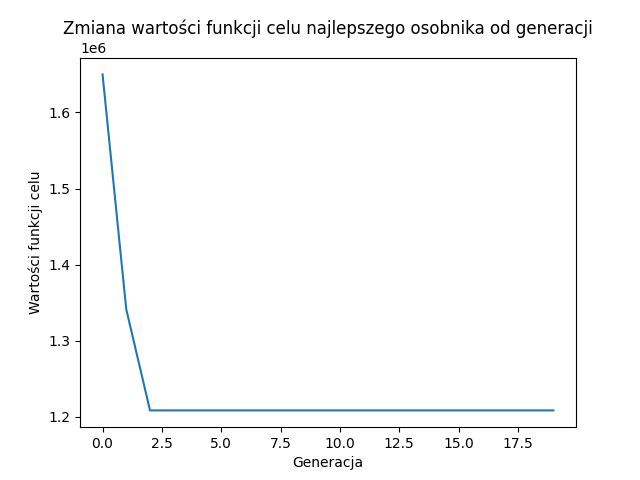 Zmiana wartości funkcji celu najlepszego osobnika od generacji
1e6
1.6
1.5
1.4
1.3
1.2
Wartości funkcji celu
0.0 2.5 5.0 7.5 10.0 12.5 15.0 17.5
Generacja